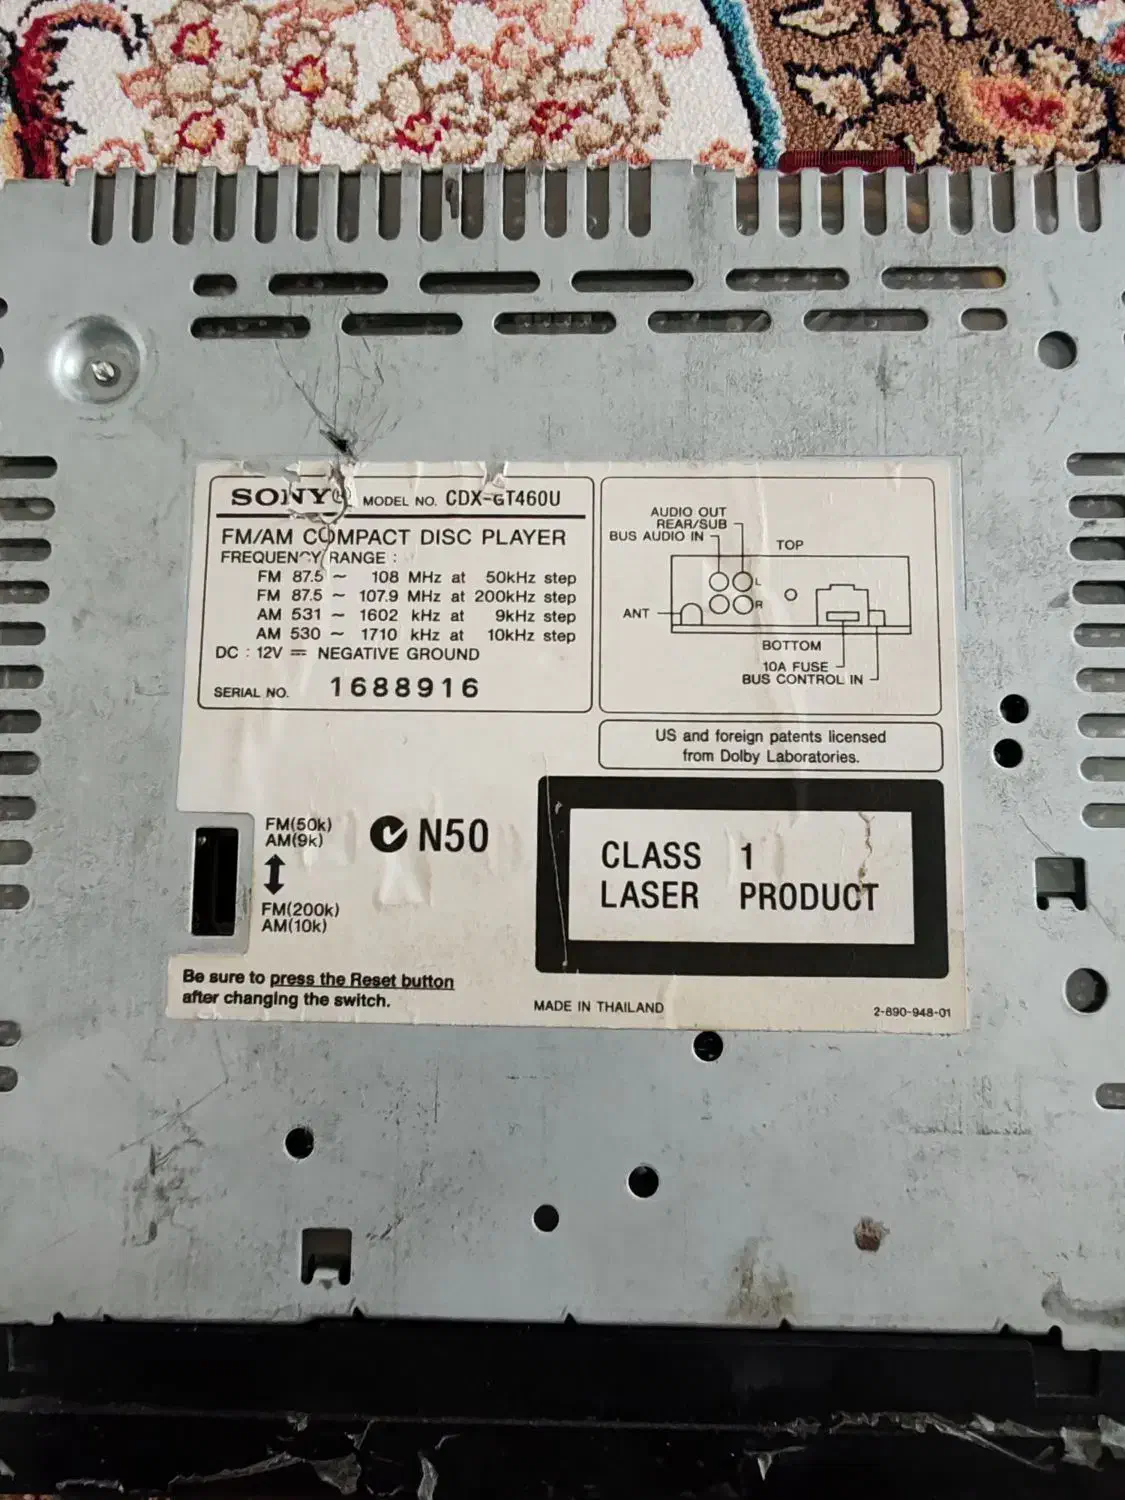 SONY® MODEL NO. CDX-GT460U
FM/AM COMPACT DISC PLAYER
FREQUENCY RANGE :
FM 87.5 ~ 108 MHz at 50kHz step
FM 87.5 ~ 107.9 MHz at 200kHz step
AM 531 ~ 1602 kHz at 9kHz step
AM 530 ~ 1710 kHz at 10kHz step
DC : 12V ⎓ NEGATIVE GROUND
SERIAL NO. 1688916
AUDIO OUT
REAR/SUB
BUS AUDIO IN
TOP
L
R
ANT
BOTTOM
10A FUSE
BUS CONTROL IN
US and foreign patents licensed
from Dolby Laboratories.
FM(50k)
AM(9k)
FM(200k)
AM(10k)
N50
CLASS 1
LASER PRODUCT
Be sure to press the Reset button
after changing the switch.
MADE IN THAILAND
2-890-948-01